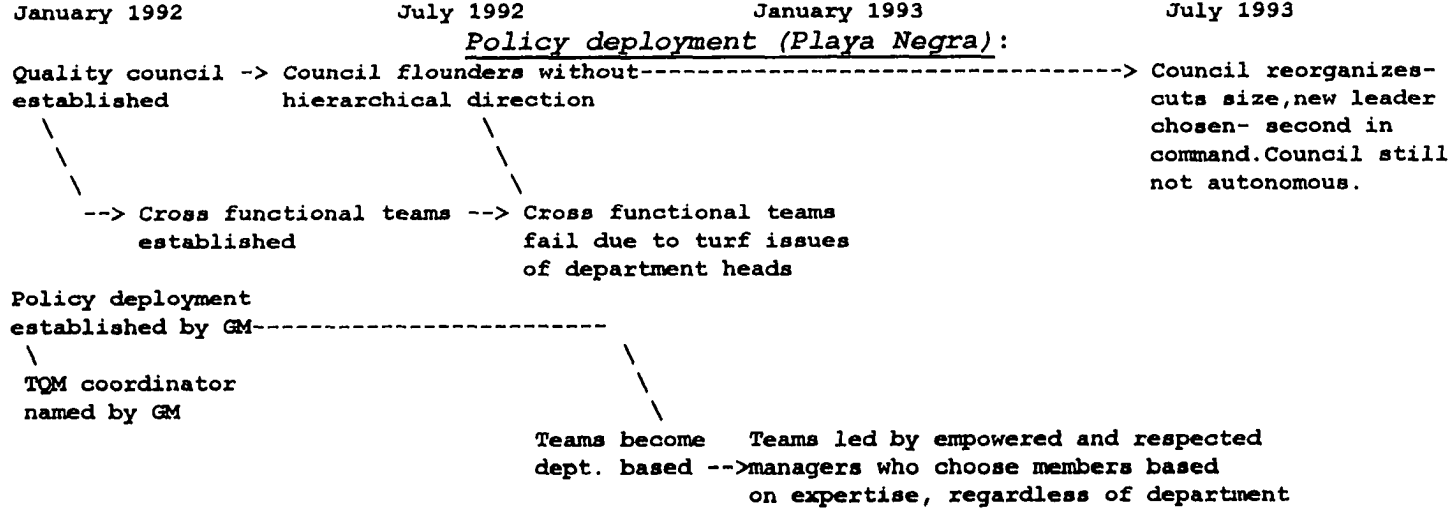 January 1992 July 1992 January 1993 July 1993
Policy deployment (Playa Negra):
Quality council -> Council flounders without----------------------------------> Council reorganizes-
established hierarchical direction cuts size,new leader
\ \ chosen- second in
\ \ command.Council still
\ \ not autonomous.
--> Cross functional teams --> Cross functional teams
established fail due to turf issues
of department heads
Policy deployment
established by GM-------------------------
\ \
TQM coordinator \
named by GM \
Teams become Teams led by empowered and respected
dept. based -->managers who choose members based
on expertise, regardless of department